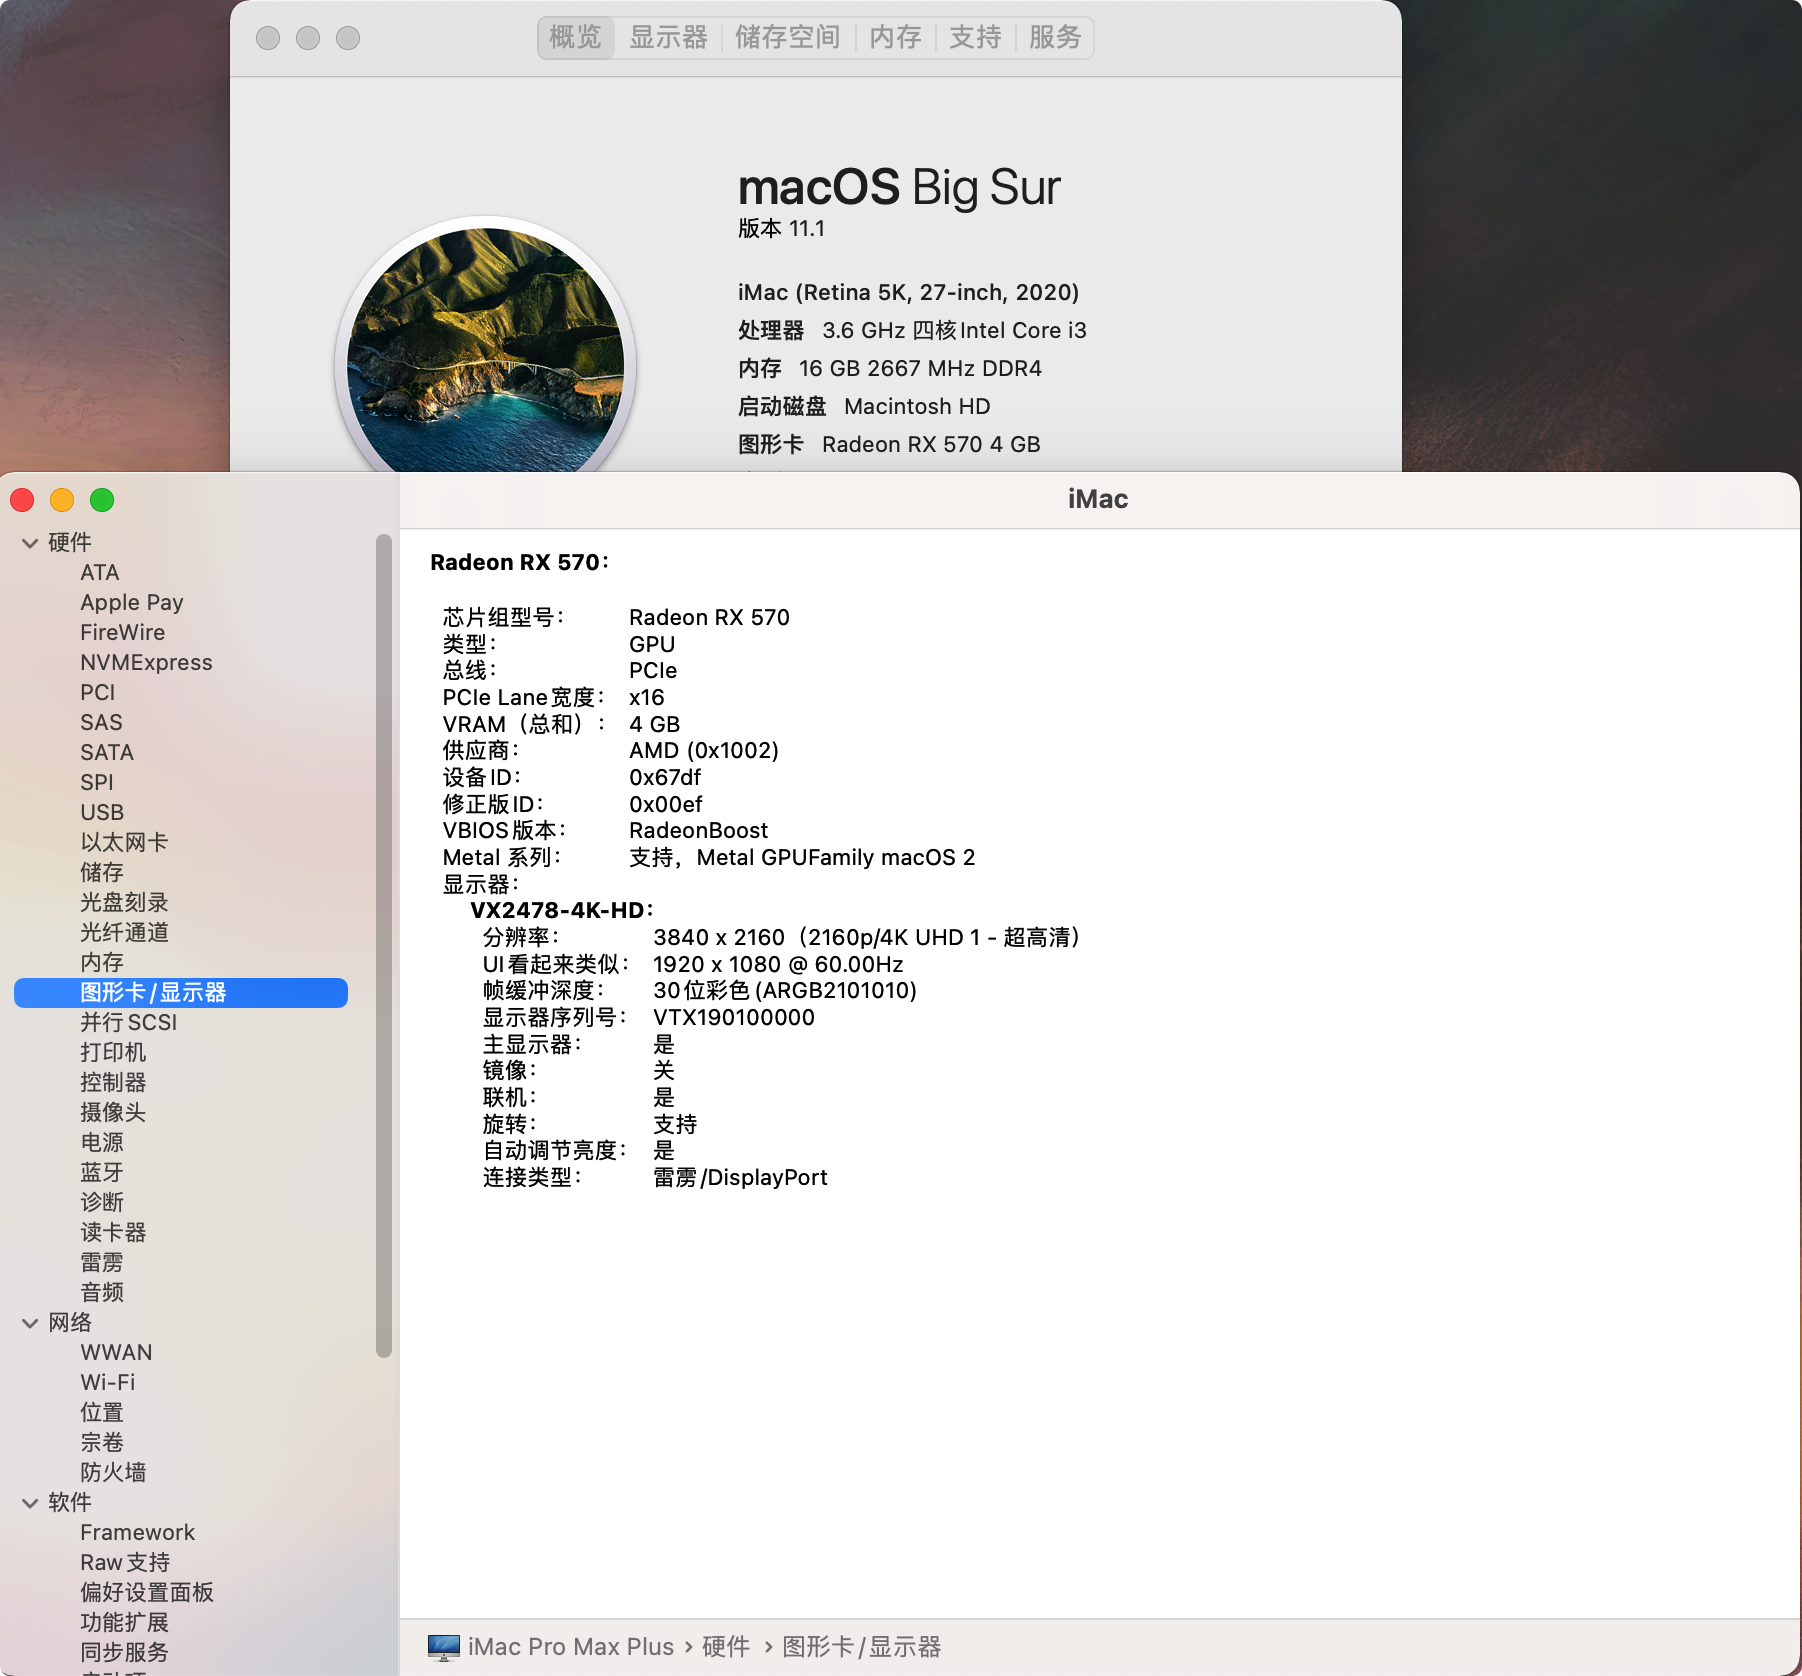 概览 显示器 储存空间 内存 支持 服务
macOS Big Sur
版本 11.1
iMac (Retina 5K, 27-inch, 2020)
处理器 3.6 GHz 四核Intel Core i3
内存 16 GB 2667 MHz DDR4
启动磁盘 Macintosh HD
图形卡 Radeon RX 570 4 GB
iMac
硬件
ATA
Apple Pay
FireWire
NVMExpress
PCI
SAS
SATA
SPI
USB
以太网卡
储存
光盘刻录
光纤通道
内存
图形卡/显示器
并行SCSI
打印机
控制器
摄像头
电源
蓝牙
诊断
读卡器
雷雳
音频
网络
WWAN
Wi-Fi
位置
宗卷
防火墙
软件
Framework
Raw支持
偏好设置面板
功能扩展
同步服务
Radeon RX 570：
芯片组型号： Radeon RX 570
类型： GPU
总线： PCIe
PCIe Lane宽度： x16
VRAM（总和）： 4 GB
供应商： AMD (0x1002)
设备ID： 0x67df
修正版ID： 0x00ef
VBIOS版本： RadeonBoost
Metal 系列： 支持，Metal GPUFamily macOS 2
显示器：
VX2478-4K-HD：
分辨率： 3840 x 2160（2160p/4K UHD 1 - 超高清）
UI看起来类似： 1920 x 1080 @ 60.00Hz
帧缓冲深度： 30位彩色(ARGB2101010)
显示器序列号： VTX190100000
主显示器： 是
镜像： 关
联机： 是
旋转： 支持
自动调节亮度： 是
连接类型： 雷雳/DisplayPort
iMac Pro Max Plus › 硬件 › 图形卡/显示器